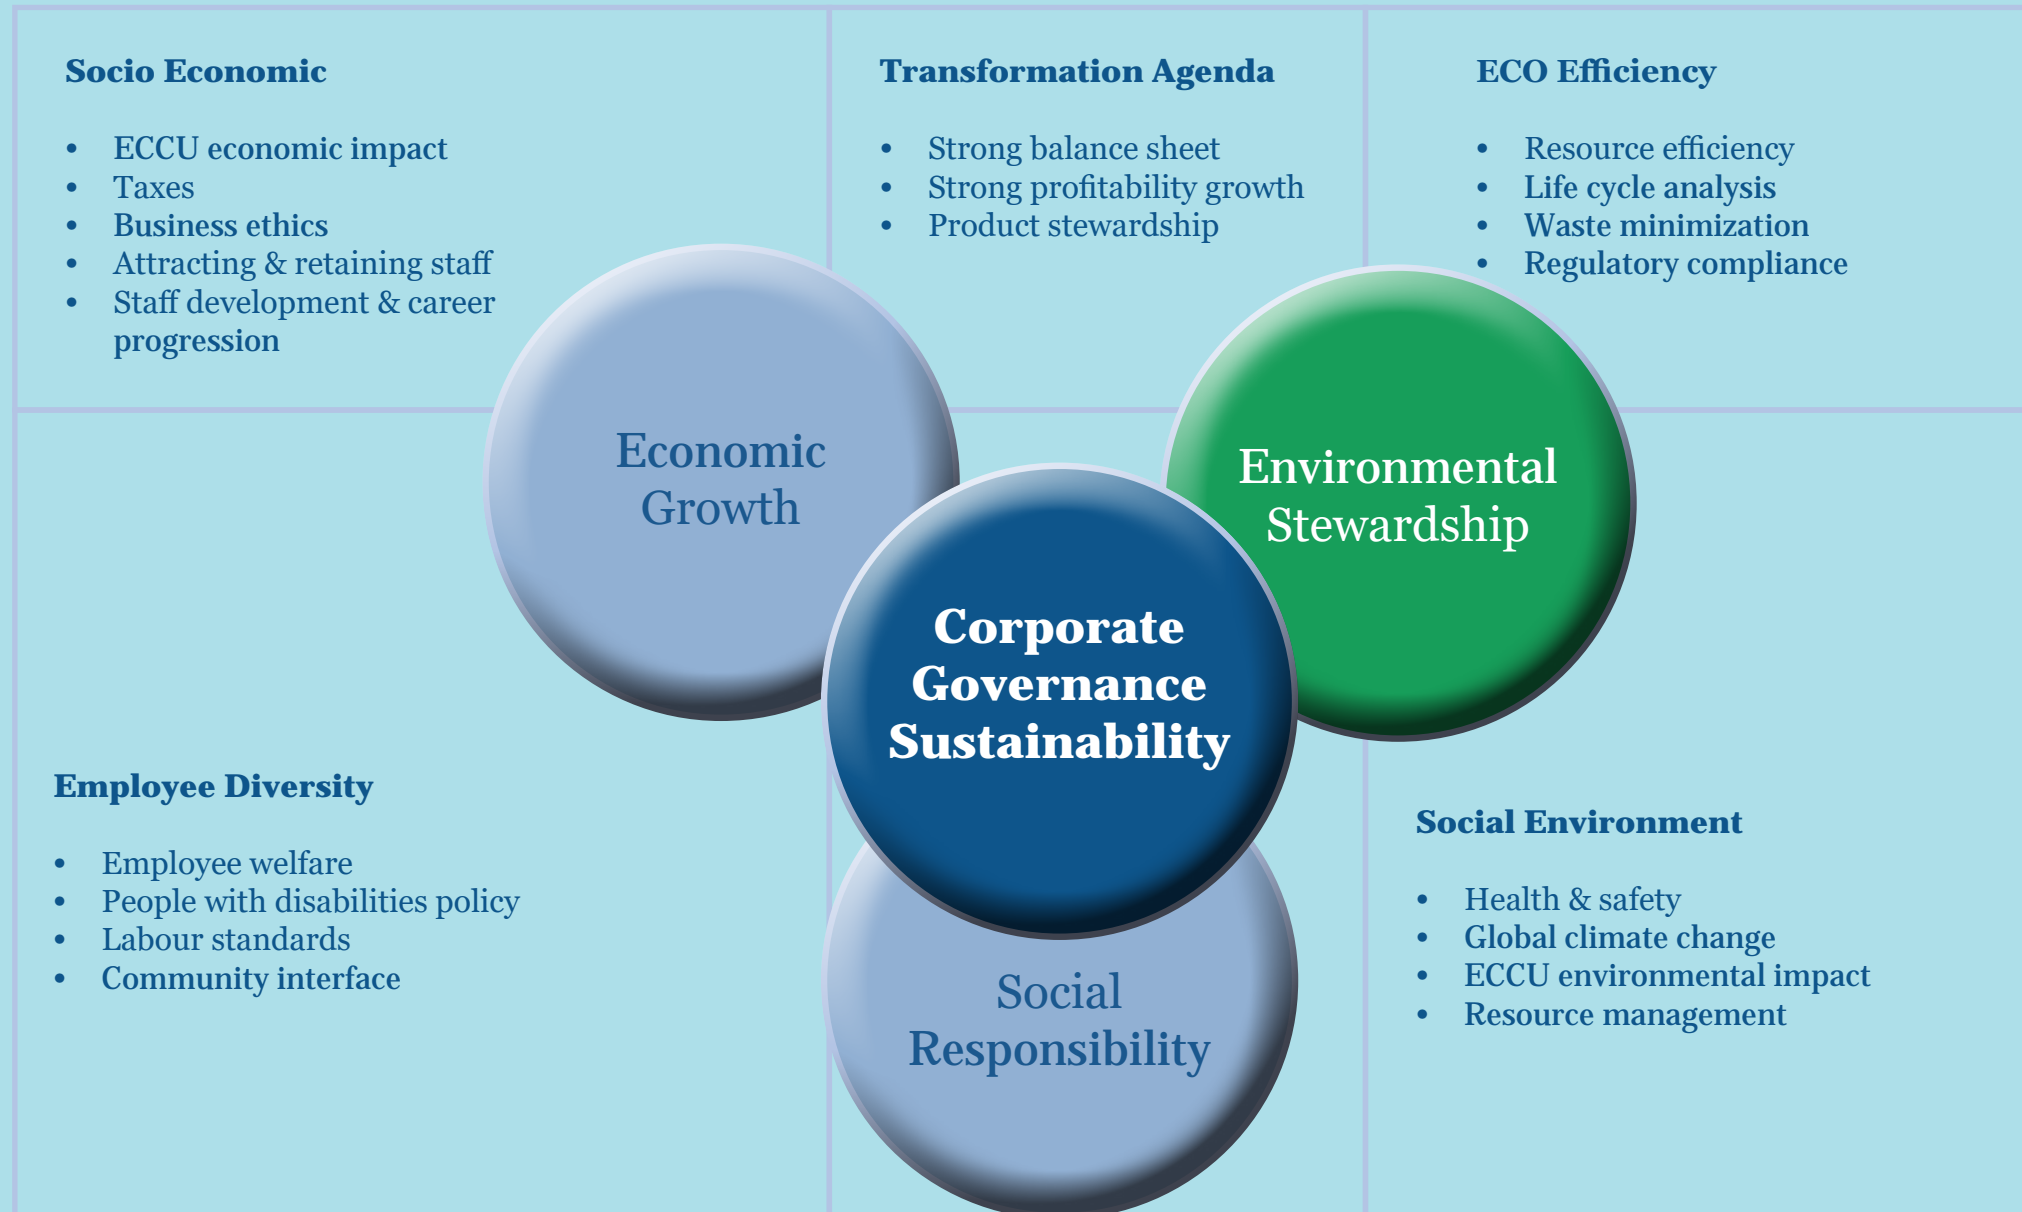 Socio Economic
• ECCU economic impact
• Taxes
• Business ethics
• Attracting & retaining staff
• Staff development & career
progression
Transformation Agenda
• Strong balance sheet
• Strong profitability growth
• Product stewardship
ECO Efficiency
• Resource efficiency
• Life cycle analysis
• Waste minimization
• Regulatory compliance
Economic
Growth
Environmental
Stewardship
Corporate
Governance
Sustainability
Employee Diversity
• Employee welfare
• People with disabilities policy
• Labour standards
• Community interface
Social
Responsibility
Social Environment
• Health & safety
• Global climate change
• ECCU environmental impact
• Resource management